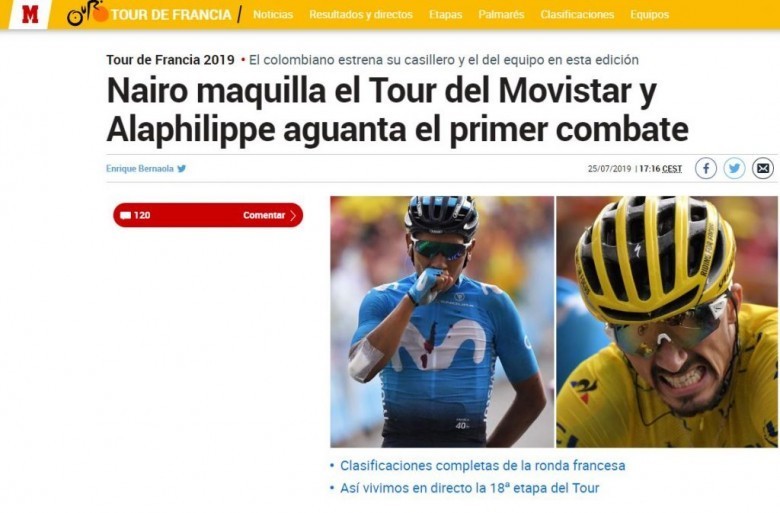 M TOUR DE FRANCIA Noticias Resultados y directos Etapas Palmarés Clasificaciones Equipos
Tour de Francia 2019 • El colombiano estrena su casillero y el del equipo en esta edición
Nairo maquilla el Tour del Movistar y
Alaphilippe aguanta el primer combate
Enrique Bernaola
25/07/2019 | 17:16 CEST
120 Comentar
40
• Clasificaciones completas de la ronda francesa
• Así vivimos en directo la 18ª etapa del Tour